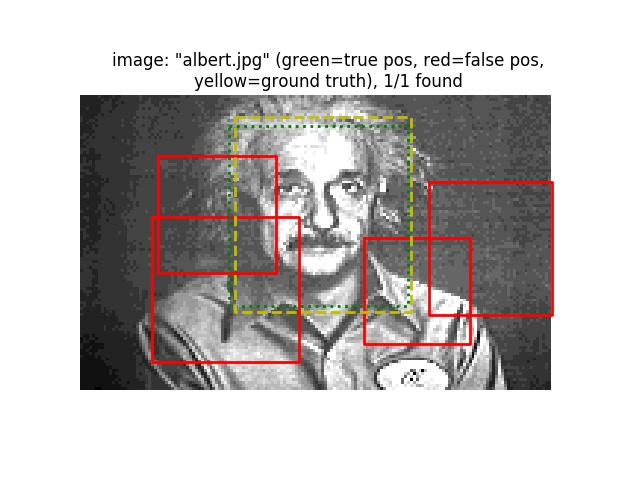 image: "albert.jpg" (green=true pos, red=false pos,
yellow=ground truth), 1/1 found